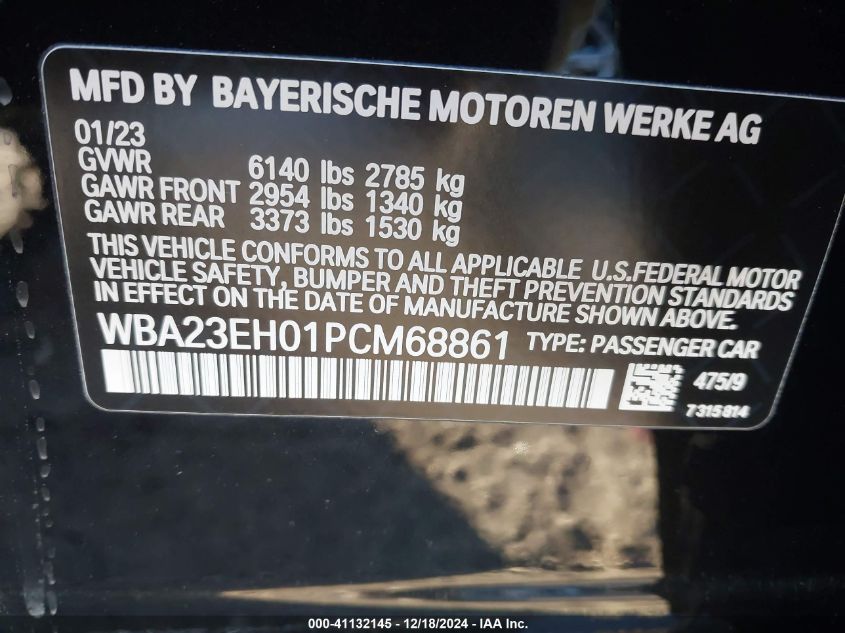 MFD BY BAYERISCHE MOTOREN WERKE AG
01/23
GVWR 6140 lbs 2785 kg
GAWR FRONT 2954 lbs 1340 kg
GAWR REAR 3373 lbs 1530 kg
THIS VEHICLE CONFORMS TO ALL APPLICABLE U.S.FEDERAL MOTOR
VEHICLE SAFETY, BUMPER AND THEFT PREVENTION STANDARDS
IN EFFECT ON THE DATE OF MANUFACTURE SHOWN ABOVE.
WBA23EH01PCM68861 TYPE: PASSENGER CAR
475/9
7315814
000-41132145 - 12/18/2024 - IAA Inc.